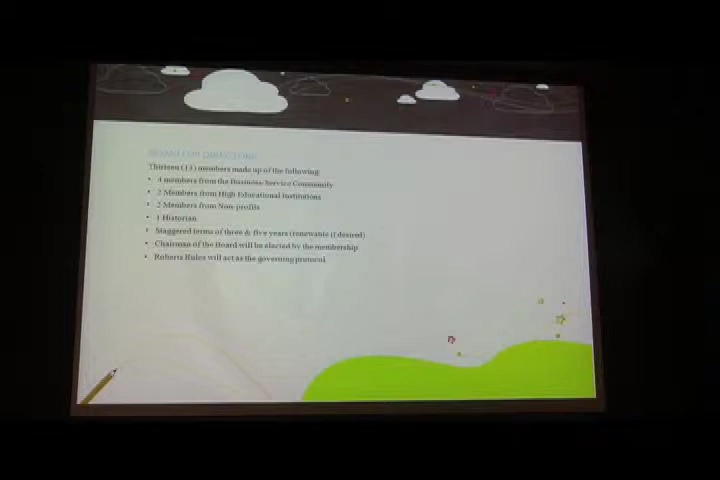 BOARD FOR DIRECTORS
Thirteen (13) members made up of the following:
• 4 members from the Business/Service Community
• 2 Members from High Educational Institutions
• 2 Members from Non-profits
• 1 Historian
• Staggered terms of three & five years (renewable if desired)
• Chairman of the Board will be elected by the membership
• Roberts Rules will act as the governing protocol